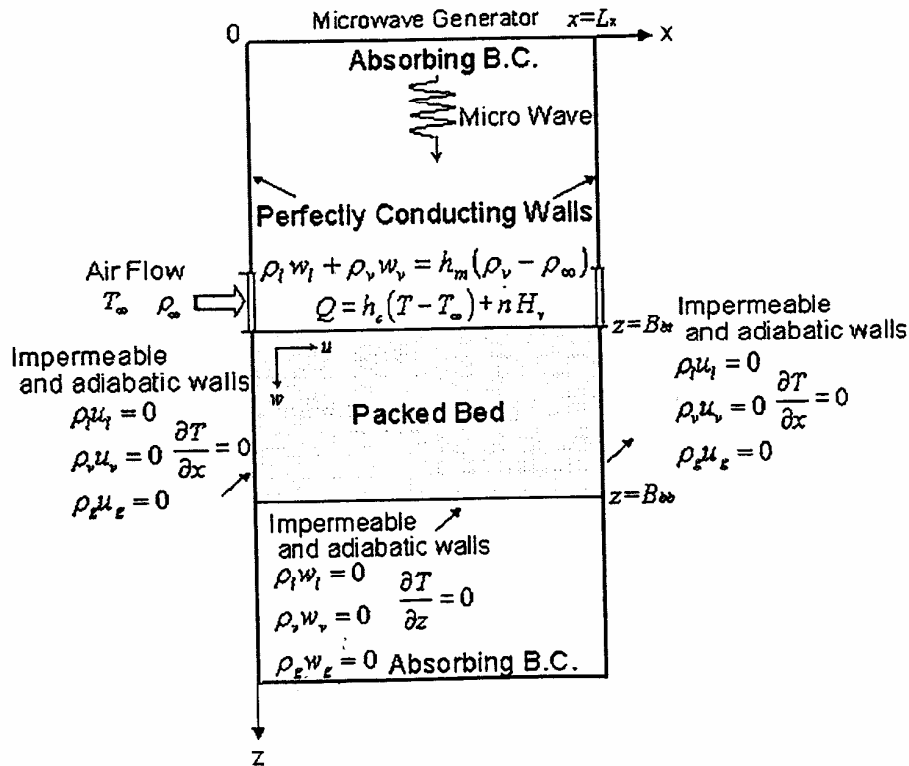 Microwave Generator x=Lx
0 x
Absorbing B.C.
Micro Wave
Perfectly Conducting Walls
Air Flow
T∞ ρ∞
ρ_l w_l + ρ_v w_v = h_m(ρ_v − ρ_∞)
Q = h_c(T − T_∞) + ṅH_v
z=B_bt
Impermeable
and adiabatic walls
ρ_l u_l = 0
ρ_v u_v = 0 ∂T/∂x = 0
ρ_g u_g = 0
Impermeable
and adiabatic walls
ρ_l u_l = 0
ρ_v u_v = 0 ∂T/∂x = 0
ρ_g u_g = 0
u
w
Packed Bed
z=B_bb
Impermeable
and adiabatic walls
ρ_l w_l = 0
ρ_v w_v = 0 ∂T/∂z = 0
ρ_g w_g = 0 Absorbing B.C.
z